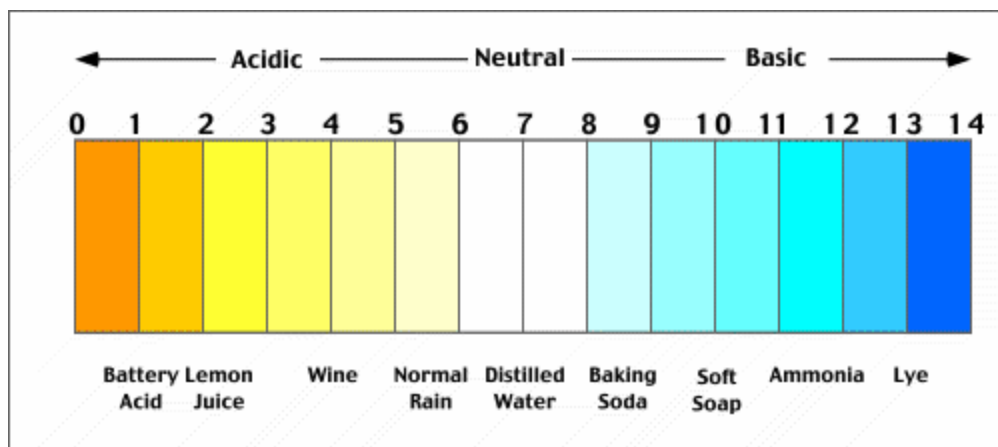 Acidic Neutral Basic
0 1 2 3 4 5 6 7 8 9 10 11 12 13 14
Battery Lemon Wine Normal Distilled Baking Soft Ammonia Lye
Acid Juice Rain Water Soda Soap